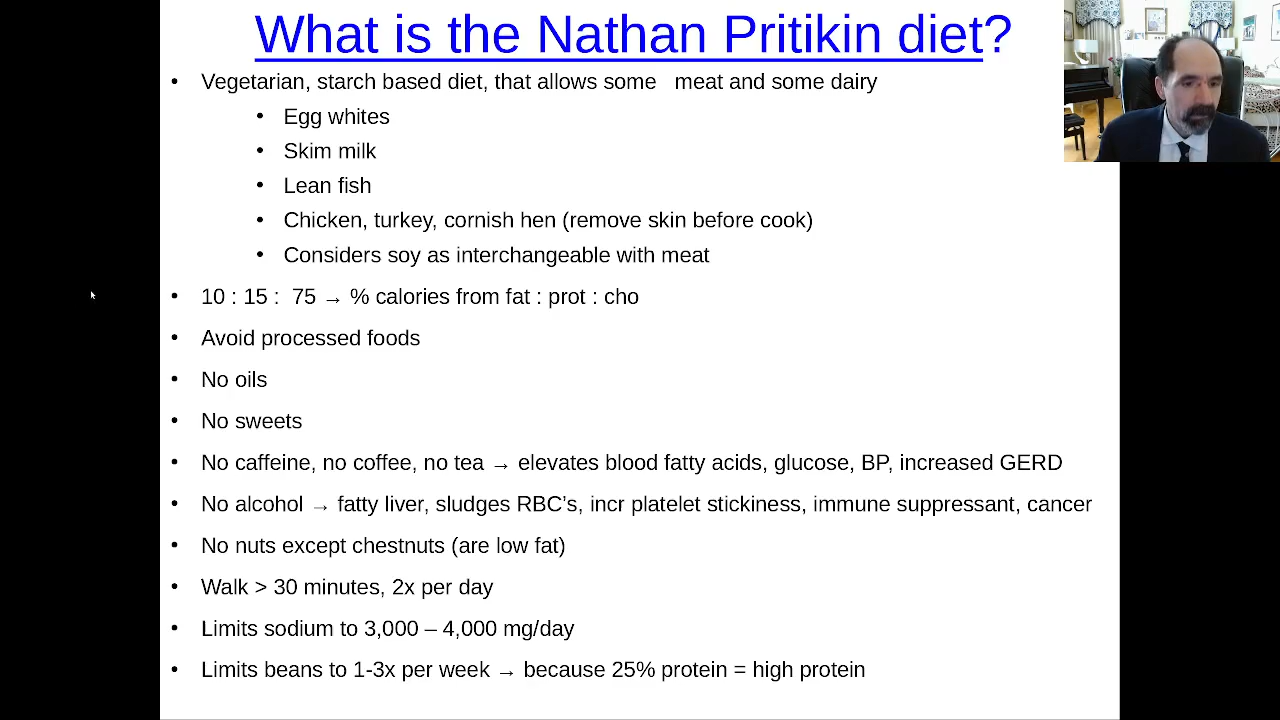 What is the Nathan Pritikin diet?
• Vegetarian, starch based diet, that allows some meat and some dairy
• Egg whites
• Skim milk
• Lean fish
• Chicken, turkey, cornish hen (remove skin before cook)
• Considers soy as interchangeable with meat
• 10 : 15 : 75 → % calories from fat : prot : cho
• Avoid processed foods
• No oils
• No sweets
• No caffeine, no coffee, no tea → elevates blood fatty acids, glucose, BP, increased GERD
• No alcohol → fatty liver, sludges RBC's, incr platelet stickiness, immune suppressant, cancer
• No nuts except chestnuts (are low fat)
• Walk > 30 minutes, 2x per day
• Limits sodium to 3,000 – 4,000 mg/day
• Limits beans to 1-3x per week → because 25% protein = high protein